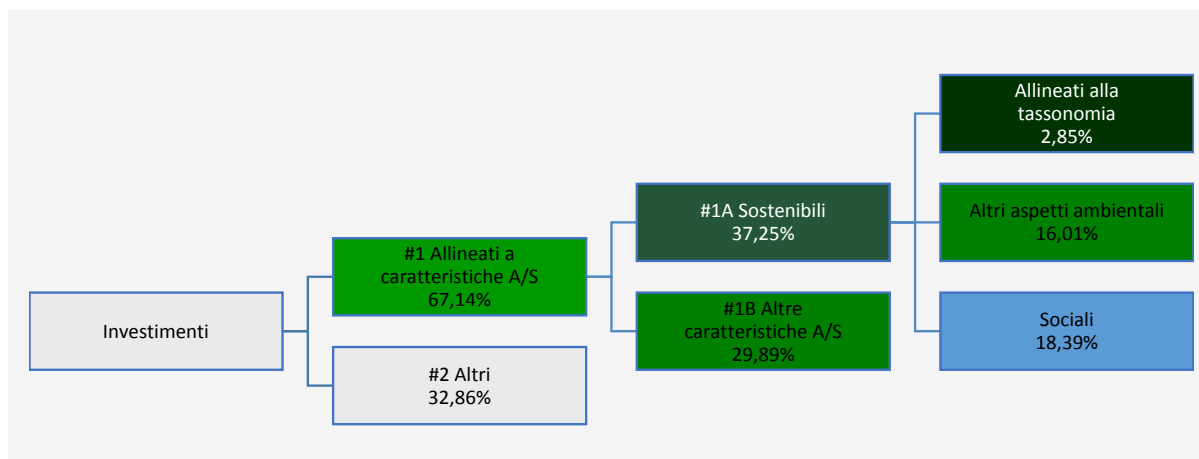 Investimenti
#1 Allineati a
caratteristiche A/S
67,14%
#2 Altri
32,86%
#1A Sostenibili
37,25%
#1B Altre
caratteristiche A/S
29,89%
Allineati alla
tassonomia
2,85%
Altri aspetti ambientali
16,01%
Sociali
18,39%